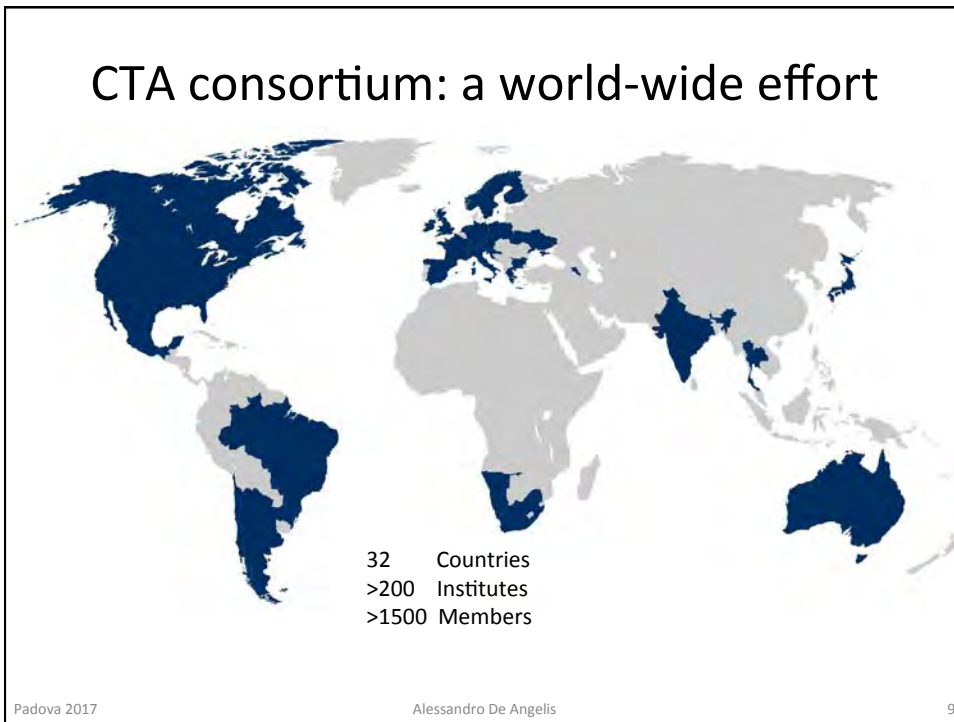 CTA consortium: a world-wide effort
32 Countries
>200 Institutes
>1500 Members
Padova 2017 Alessandro De Angelis 9